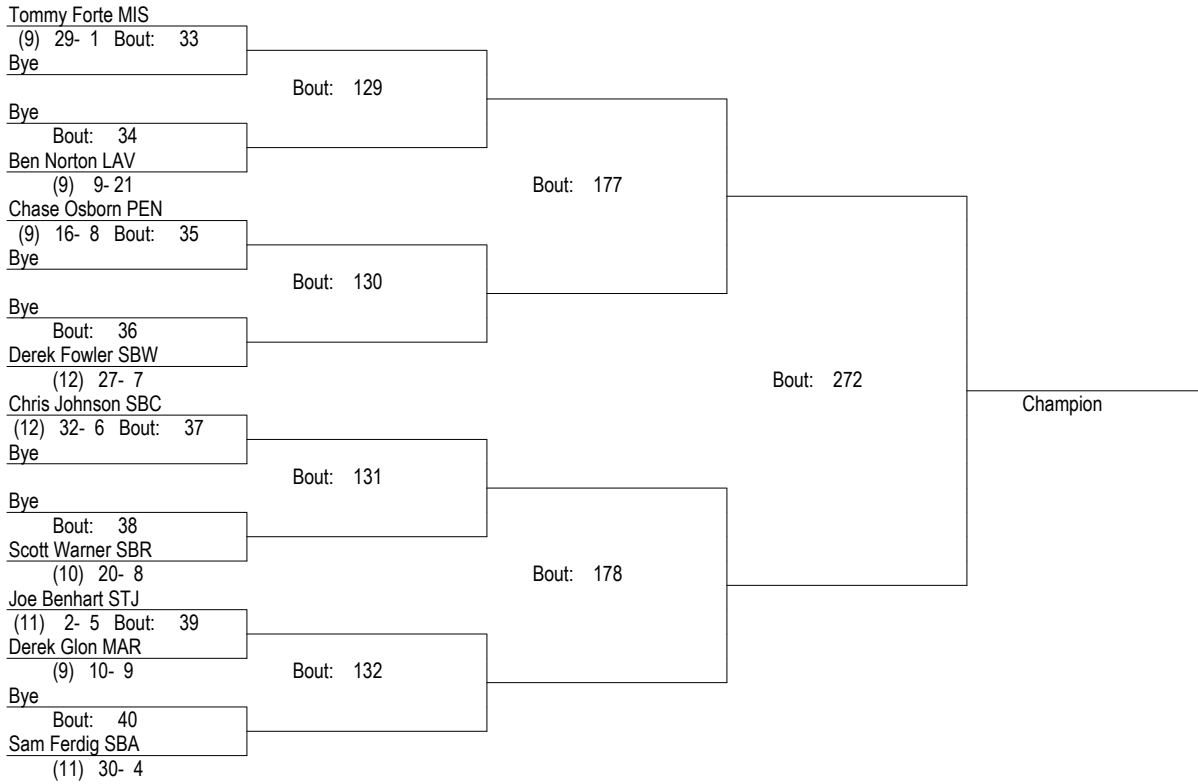 Tommy Forte MIS
(9) 29- 1 Bout: 33
Bye
Bout: 129
Bye
Bout: 34
Ben Norton LAV
(9) 9- 21
Bout: 177
Chase Osborn PEN
(9) 16- 8 Bout: 35
Bye
Bout: 130
Bye
Bout: 36
Derek Fowler SBW
(12) 27- 7
Bout: 272
Chris Johnson SBC
Champion
(12) 32- 6 Bout: 37
Bye
Bout: 131
Bye
Bout: 38
Scott Warner SBR
(10) 20- 8
Bout: 178
Joe Benhart STJ
(11) 2- 5 Bout: 39
Derek Glon MAR
(9) 10- 9
Bout: 132
Bye
Bout: 40
Sam Ferdig SBA
(11) 30- 4